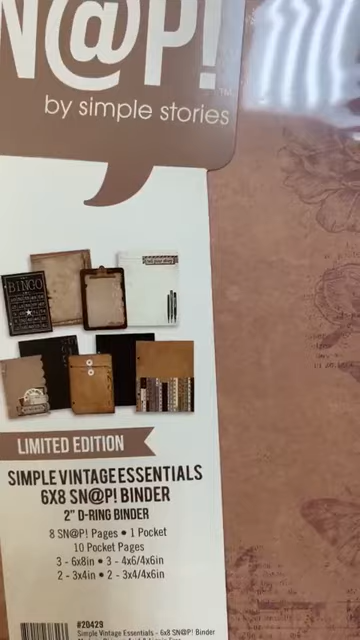 N@P!
TM
by simple stories
BINGO
LIMITED EDITION
SIMPLE VINTAGE ESSENTIALS
6X8 SN@P! BINDER
2" D-RING BINDER
8 SN@P! Pages • 1 Pocket
10 Pocket Pages
3 - 6x8in • 3 - 4x6/4x6in
2 - 3x4in • 2 - 3x4/4x6in
#20429
Simple Vintage Essentials - 6x8 SN@P! Binder